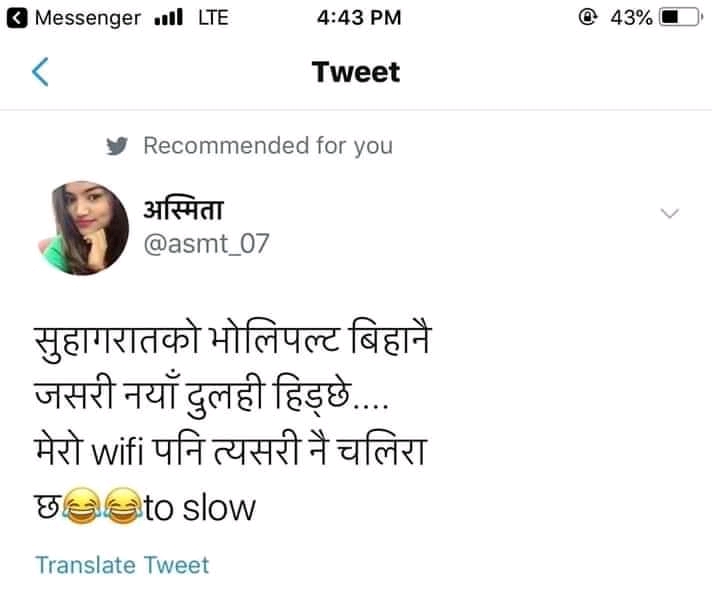 Messenger LTE 4:43 PM 43%
Tweet
Recommended for you
अस्मिता
@asmt_07
सुहागरातको भोलिपल्ट बिहानै
जसरी नयाँ दुलही हिड्छे....
मेरो wifi पनि त्यसरी नै चलिरा
छ😂😂to slow
Translate Tweet